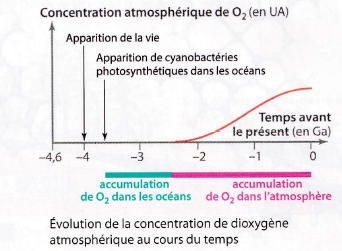 Concentration atmosphérique de O₂ (en UA)
Apparition de la vie
Apparition de cyanobactéries
photosynthétiques dans les océans
Temps avant
le présent (en Ga)
–4,6 –4 –3 –2 –1 0
accumulation
de O₂ dans les océans
accumulation
de O₂ dans l'atmosphère
Évolution de la concentration de dioxygène
atmosphérique au cours du temps